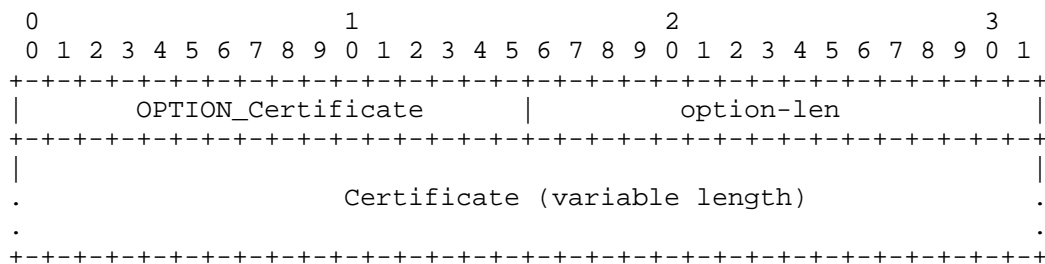 0                   1                   2                   3
 0 1 2 3 4 5 6 7 8 9 0 1 2 3 4 5 6 7 8 9 0 1 2 3 4 5 6 7 8 9 0 1
+-+-+-+-+-+-+-+-+-+-+-+-+-+-+-+-+-+-+-+-+-+-+-+-+-+-+-+-+-+-+-+-+
|       OPTION_Certificate      |         option-len            |
+-+-+-+-+-+-+-+-+-+-+-+-+-+-+-+-+-+-+-+-+-+-+-+-+-+-+-+-+-+-+-+-+
|                                                               |
.                    Certificate (variable length)              .
.                                                               .
+-+-+-+-+-+-+-+-+-+-+-+-+-+-+-+-+-+-+-+-+-+-+-+-+-+-+-+-+-+-+-+-+